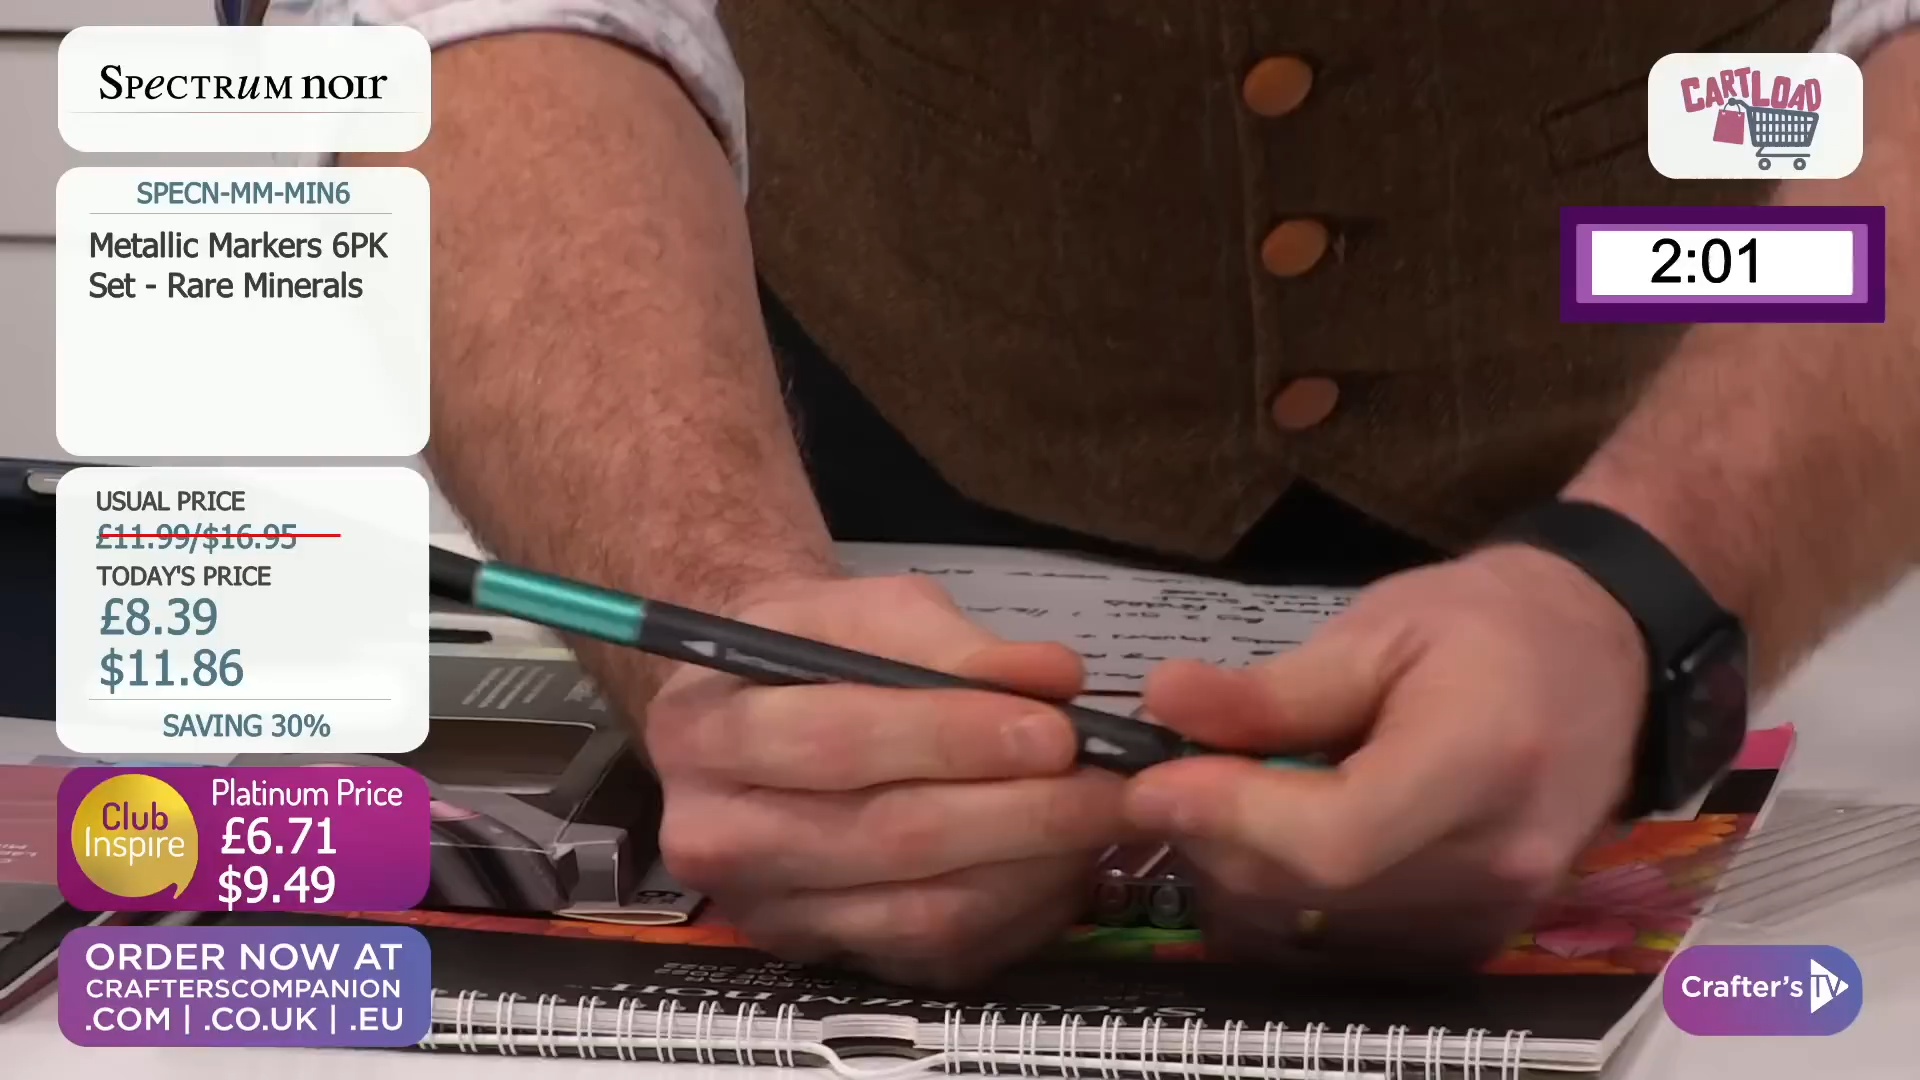 SPECTRUM noir
SPECN-MM-MIN6
Metallic Markers 6PK
Set - Rare Minerals
USUAL PRICE
£11.99/$16.95
TODAY'S PRICE
£8.39
$11.86
SAVING 30%
Club
Inspire
Platinum Price
£6.71
$9.49
ORDER NOW AT
CRAFTERSCOMPANION
.COM | .CO.UK | .EU
CARTLOAD
2:01
Crafter's TV
SPECTRUM NOIR